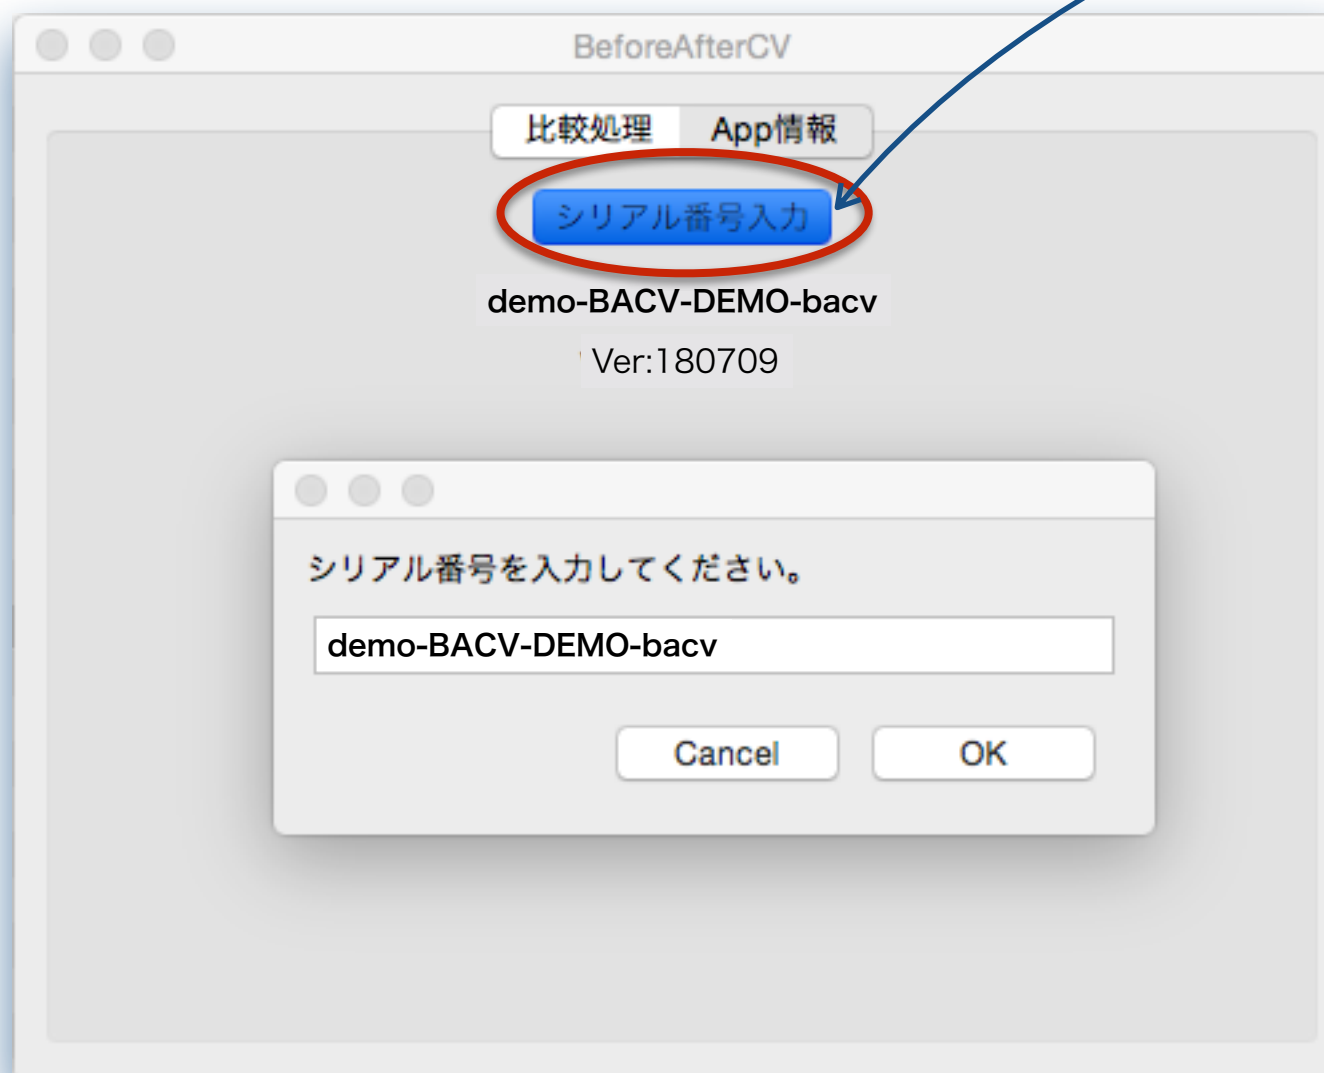 BeforeAfterCV
比較処理 App情報
シリアル番号入力
demo-BACV-DEMO-bacv
Ver:180709
シリアル番号を入力してください。
demo-BACV-DEMO-bacv
Cancel OK